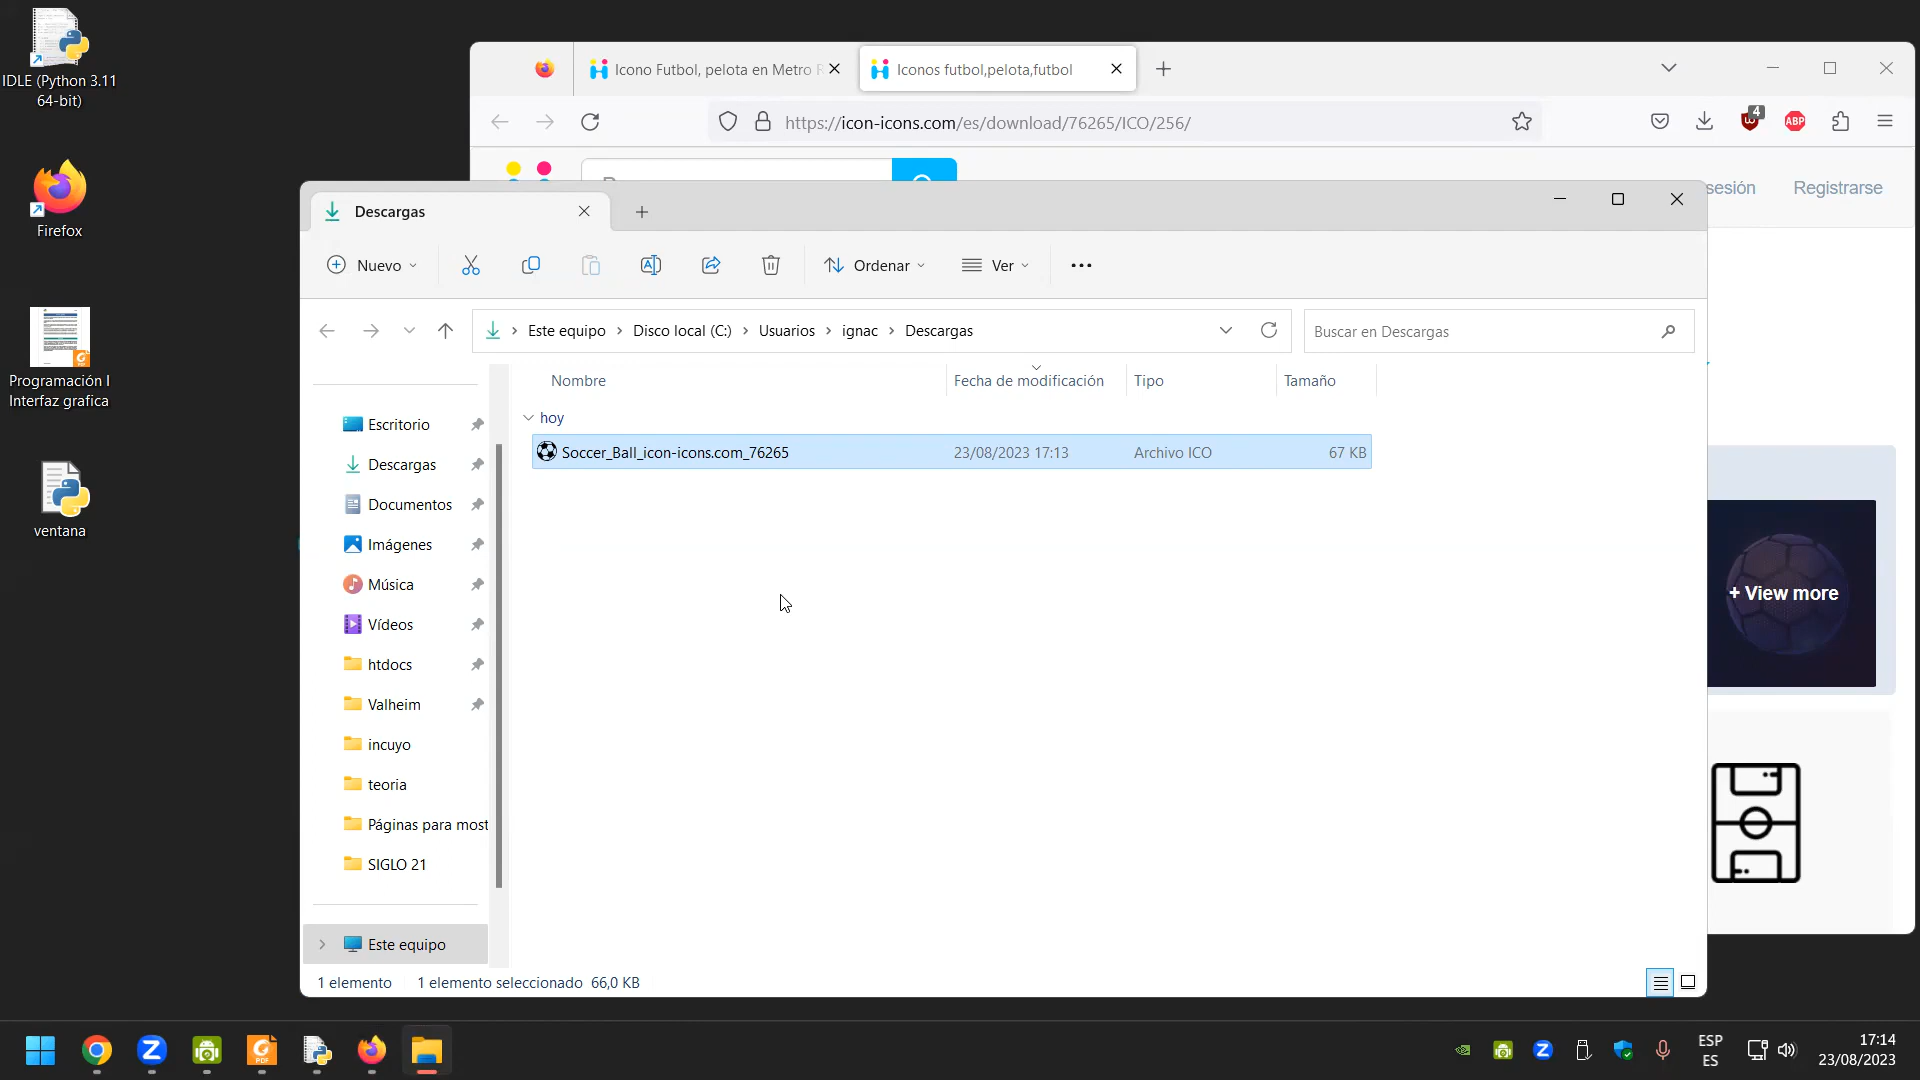 IDLE (Python 3.11
64-bit)
Firefox
Programación I
Interfaz grafica
ventana
Icono Futbol, pelota en Metro R
Iconos futbol,pelota,futbol
https://icon-icons.com/es/download/76265/ICO/256/
4
ABP
sesión
Registrarse
Descargas
Nuevo
Ordenar
Ver
Este equipo
Disco local (C:)
Usuarios
ignac
Descargas
Buscar en Descargas
Nombre
Fecha de modificación
Tipo
Tamaño
hoy
Soccer_Ball_icon-icons.com_76265
23/08/2023 17:13
Archivo ICO
67 KB
Escritorio
Descargas
Documentos
Imágenes
Música
Vídeos
htdocs
Valheim
incuyo
teoria
Páginas para most
SIGLO 21
Este equipo
+ View more
1 elemento
1 elemento seleccionado 66,0 KB
ESP
ES
17:14
23/08/2023